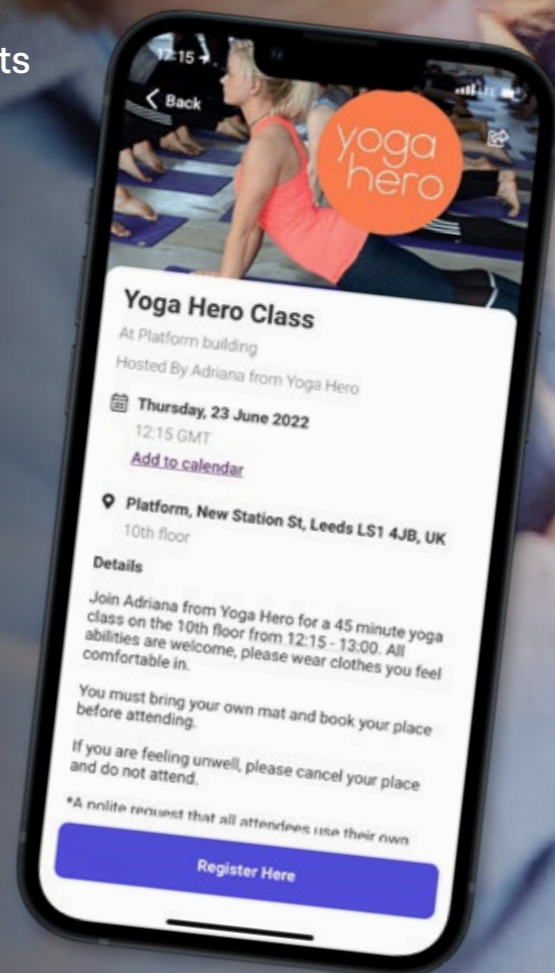 ts
12:15
Back
yoga
hero
Yoga Hero Class
At Platform building
Hosted By Adriana from Yoga Hero
Thursday, 23 June 2022
12:15 GMT
Add to calendar
Platform, New Station St, Leeds LS1 4JB, UK
10th floor
Details
Join Adriana from Yoga Hero for a 45 minute yoga
class on the 10th floor from 12:15 - 13:00. All
abilities are welcome, please wear clothes you feel
comfortable in.
You must bring your own mat and book your place
before attending.
If you are feeling unwell, please cancel your place
and do not attend.
*A polite request that all attendees use their own
Register Here